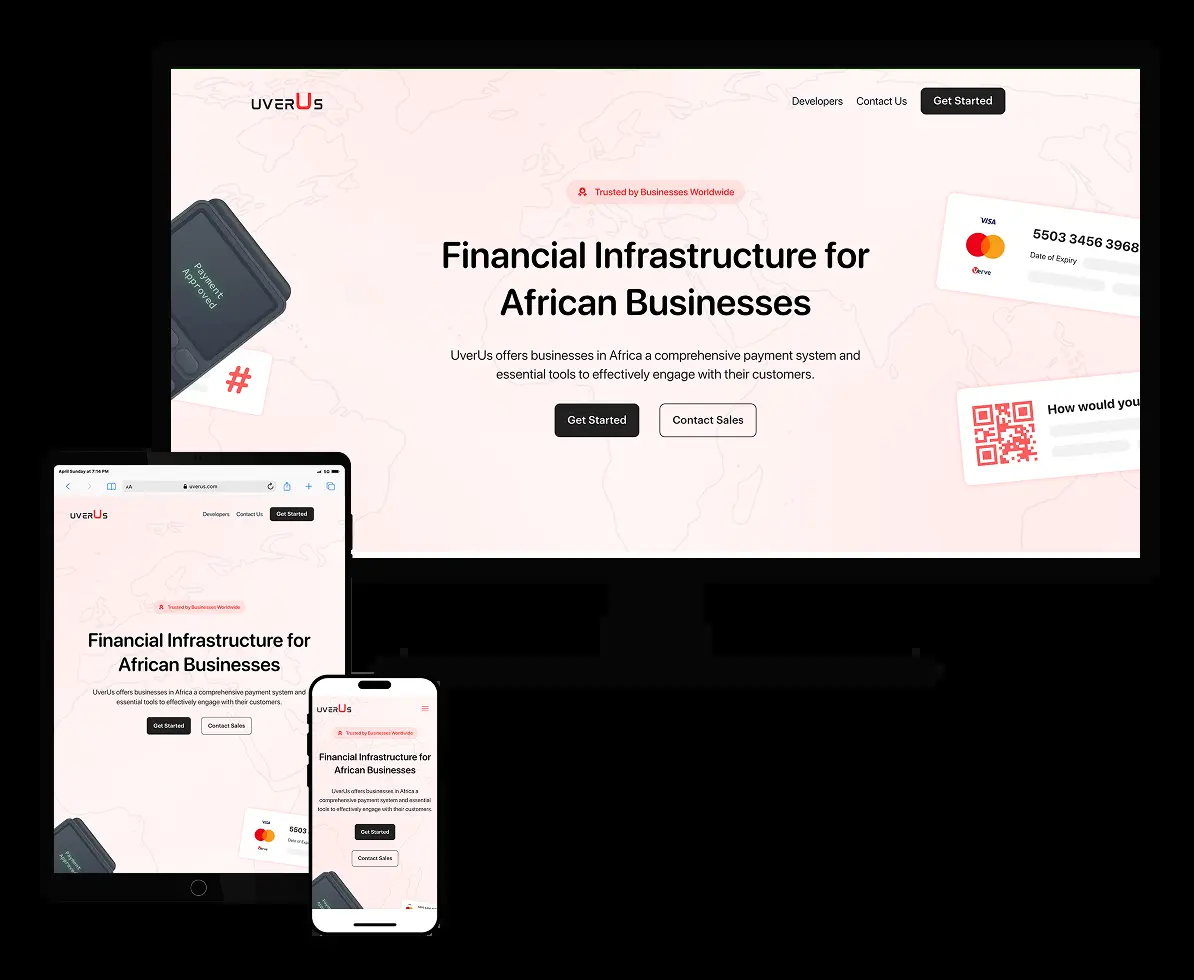 UVERUS
Developers
Contact Us
Get Started
Trusted by Businesses Worldwide
Financial Infrastructure for
African Businesses
UverUs offers businesses in Africa a comprehensive payment system and
essential tools to effectively engage with their customers.
Get Started
Contact Sales
Payment
Approved
#
VISA
5503 3456 3968
Date of Expiry
Verve
How would you
April Sunday at 7:14 PM
5G
AA
uverus.com
UVERUS
Developers
Contact Us
Get Started
Trusted by Businesses Worldwide
Financial Infrastructure for
African Businesses
UverUs offers businesses in Africa a comprehensive payment system and
essential tools to effectively engage with their customers.
Get Started
Contact Sales
Payment
Approved
VISA
5503
Date of Expi
Verve
UVERUS
Trusted by Businesses Worldwide
Financial Infrastructure for
African Businesses
UverUs offers businesses in Africa a
comprehensive payment system and essential
tools to effectively engage with their customers.
Get Started
Contact Sales